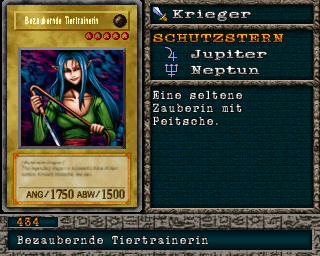 Bezaubernde Tiertrainerin
ANG/1750 ABW/1500
Krieger
SCHUTZSTERN
Jupiter
Neptun
Eine seltene
Zauberin mit
Peitsche.
434
Bezaubernde Tiertrainerin